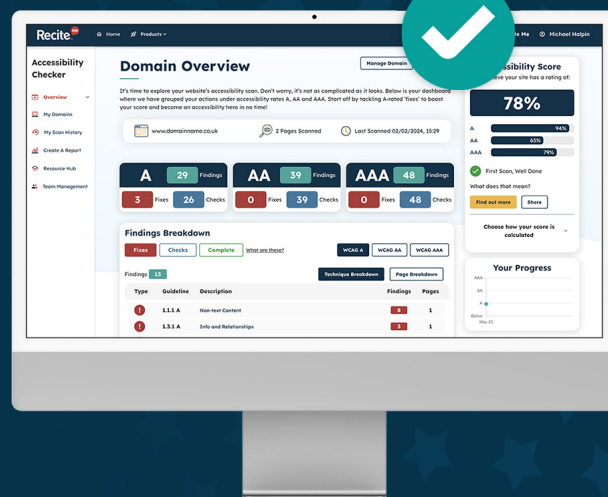 Recite
me
Home
Products
te Me
Michael Halpin
Accessibility
Checker
Overview
My Domains
My Scan History
Create A Report
Resource Hub
Team Management
Domain Overview
Manage Domain
It's time to explore your website's accessibility scan. Don't worry, it's not as complicated as it looks. Below is your dashboard
where we have grouped your actions under accessibility rates A, AA and AAA. Start off by tackling A-rated 'fixes' to boost
your score and become an accessibility hero in no time!
www.domainname.co.uk
2 Pages Scanned
Last Scanned 02/02/2024, 15:29
A 29 Findings
3 Fixes 26 Checks
AA 39 Findings
0 Fixes 39 Checks
AAA 48 Findings
0 Fixes 48 Checks
Findings Breakdown
Fixes Checks Complete What are these?
WCAG A WCAG AA WCAG AAA
Findings 13
Technique Breakdown Page Breakdown
Type Guideline Description Findings Pages
1.1.1 A Non-text Content 8 1
1.3.1 A Info and Relationships 3 1
ssibility Score
eve your site has a rating of:
78%
A 94%
AA 63%
AAA 79%
First Scan, Well Done
What does that mean?
Find out more Share
Choose how your score is
calculated
Your Progress
AAA
AA
A
Below
May 23